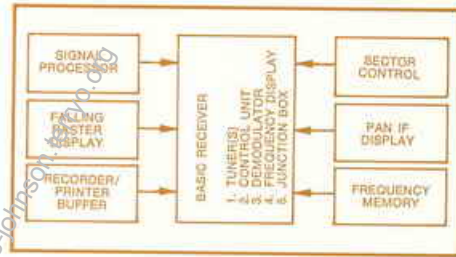 SIGNAL
PROCESSOR
FALLING
RASTER
DISPLAY
RECORDER/
PRINTER
BUFFER
BASIC RECEIVER
1. TUNER(S)
2. CONTROL UNIT
3. DEMODULATOR
4. FREQUENCY DISPLAY
5. JUNCTION BOX
SECTOR
CONTROL
PAN IF
DISPLAY
FREQUENCY
MEMORY